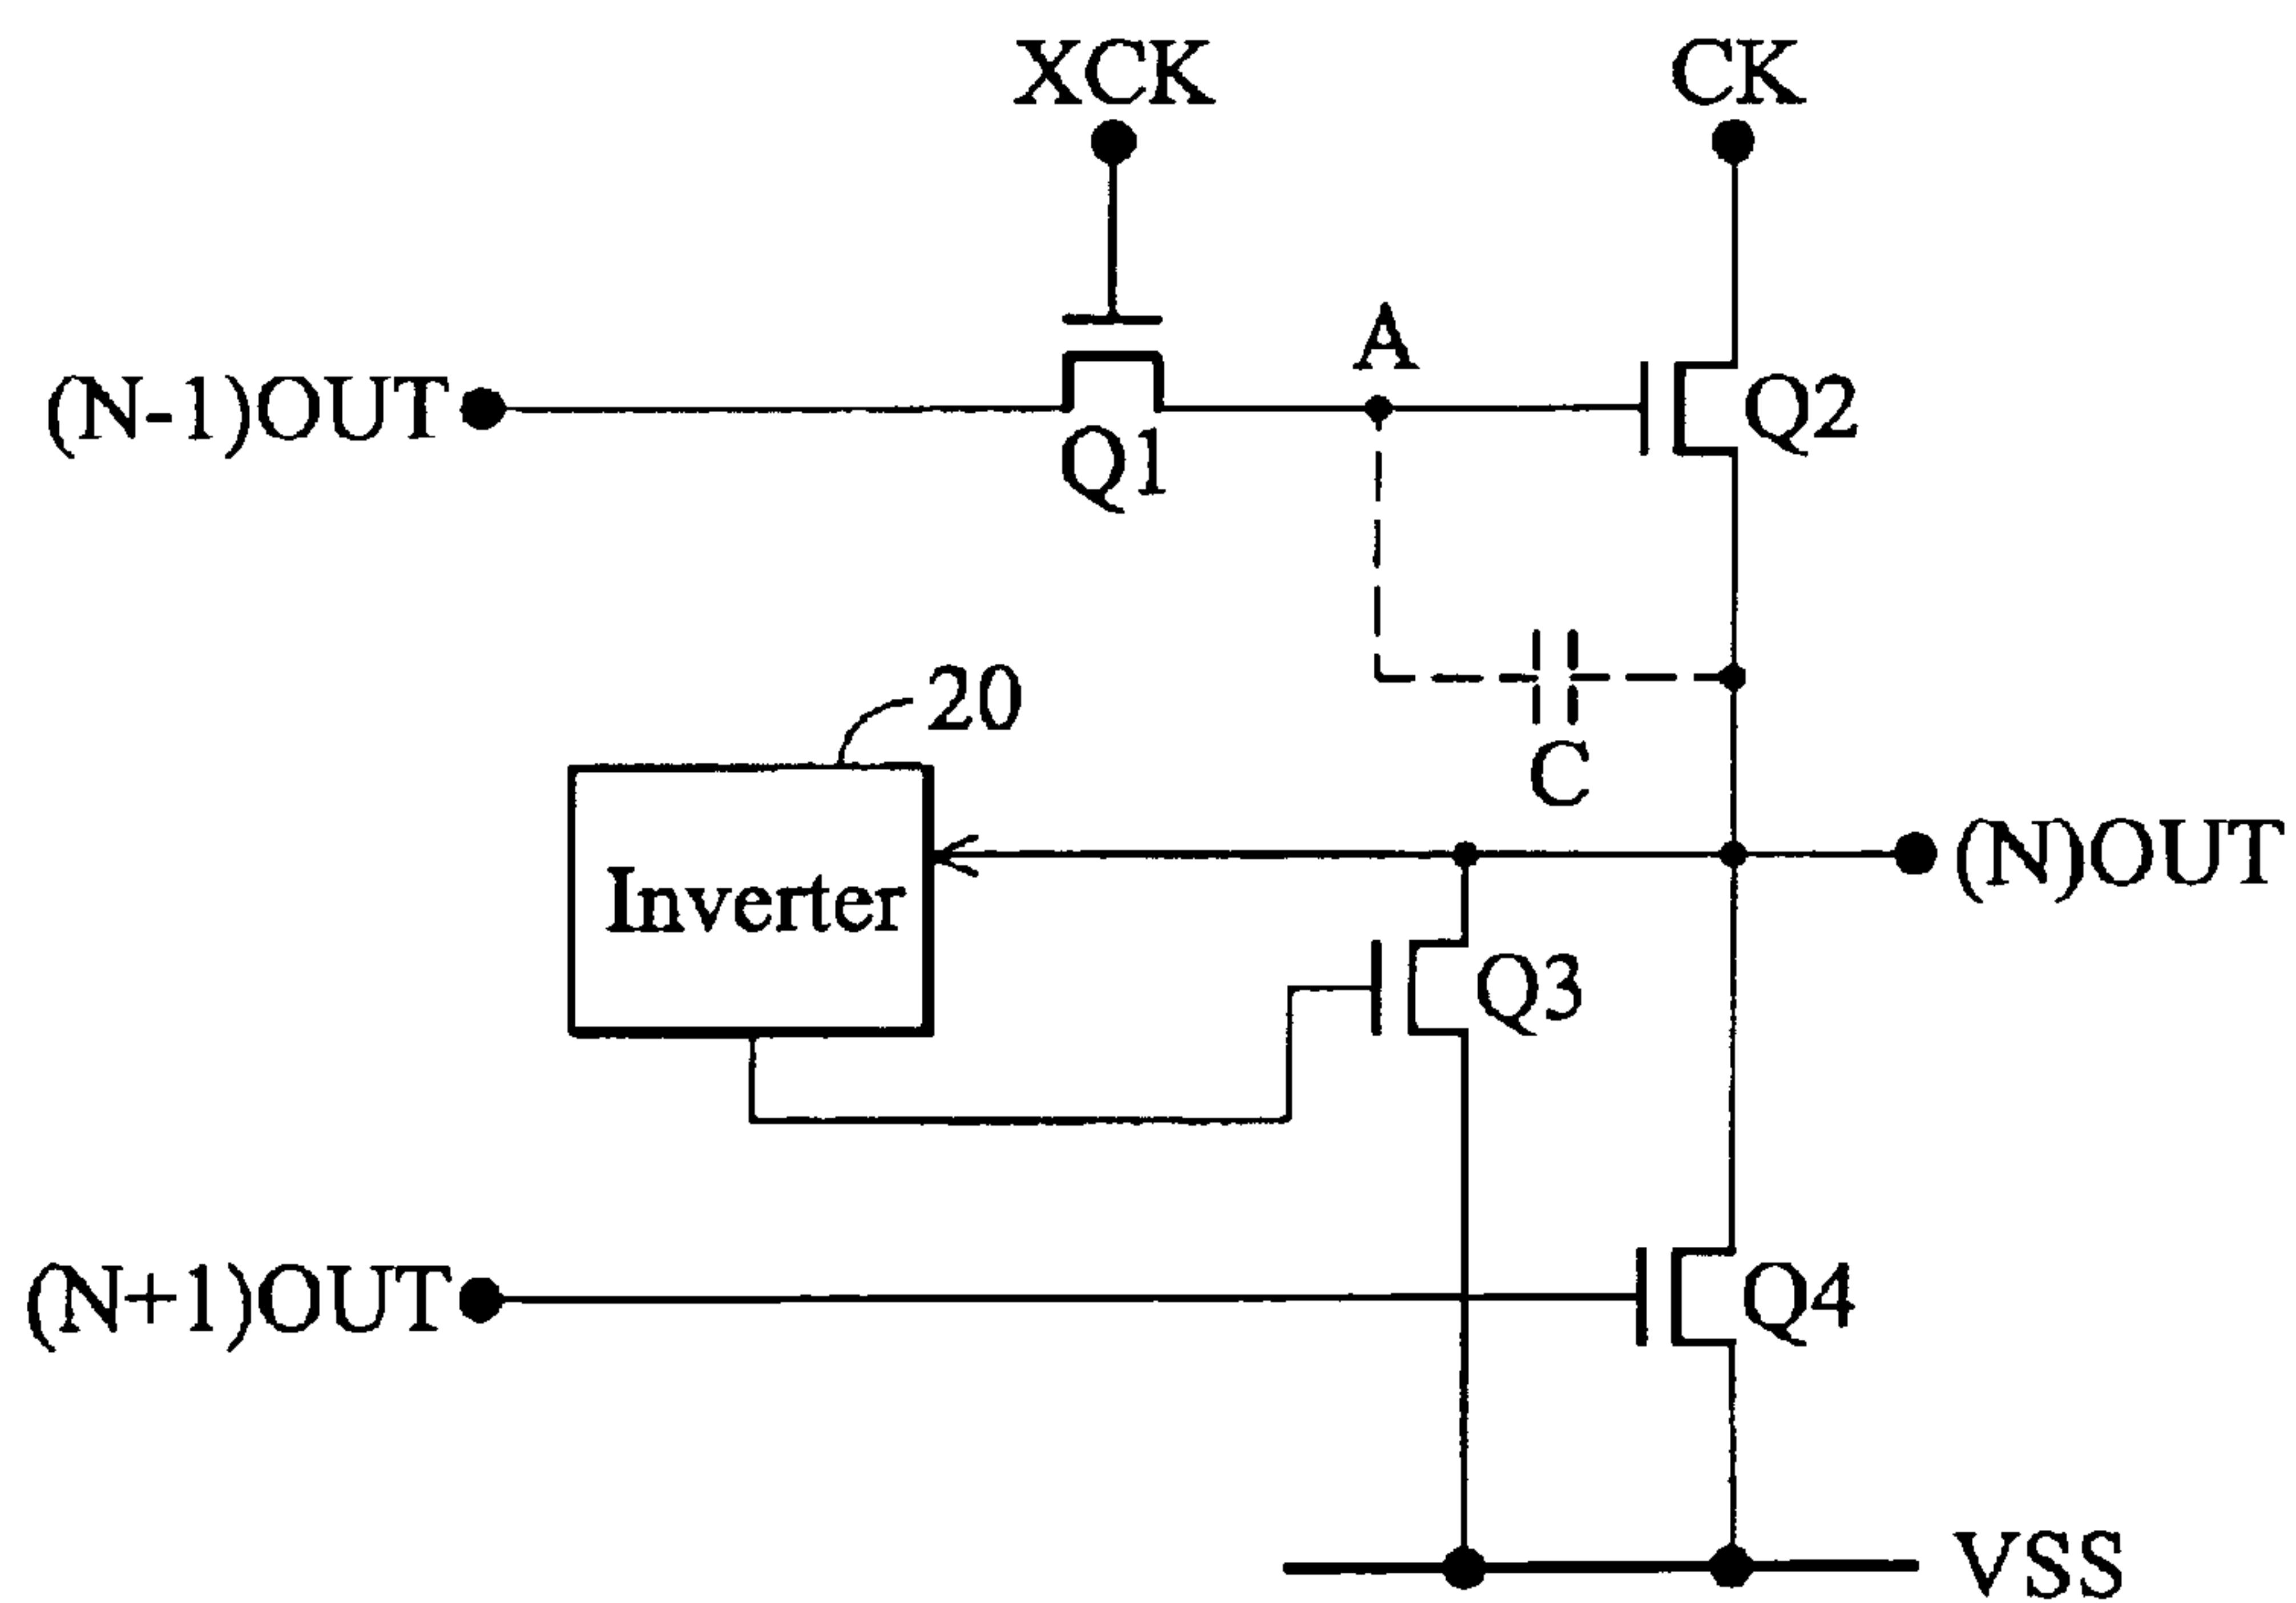 XCK
CK
A
(N-1)OUT
Q2
Q1
20
C
(N)OUT
Inverter
Q3
(N+1)OUT
Q4
VSS